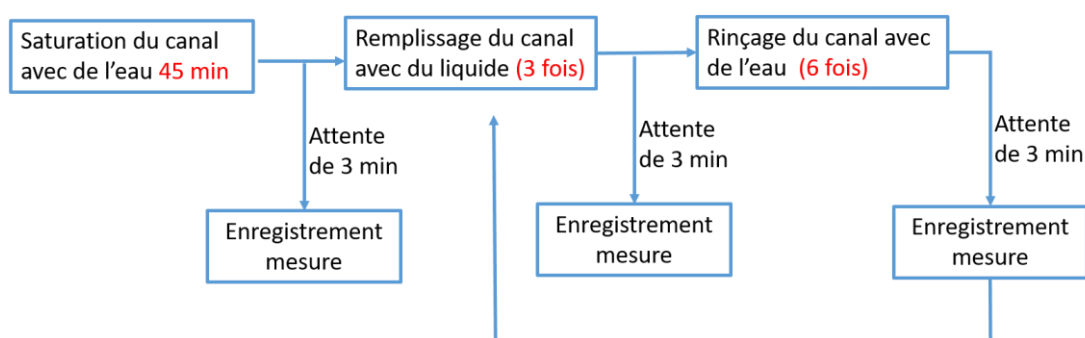 Saturation du canal
avec de l'eau 45 min
Remplissage du canal
avec du liquide (3 fois)
Rinçage du canal avec
de l'eau (6 fois)
Attente
de 3 min
Attente
de 3 min
Attente
de 3 min
Enregistrement
mesure
Enregistrement
mesure
Enregistrement
mesure